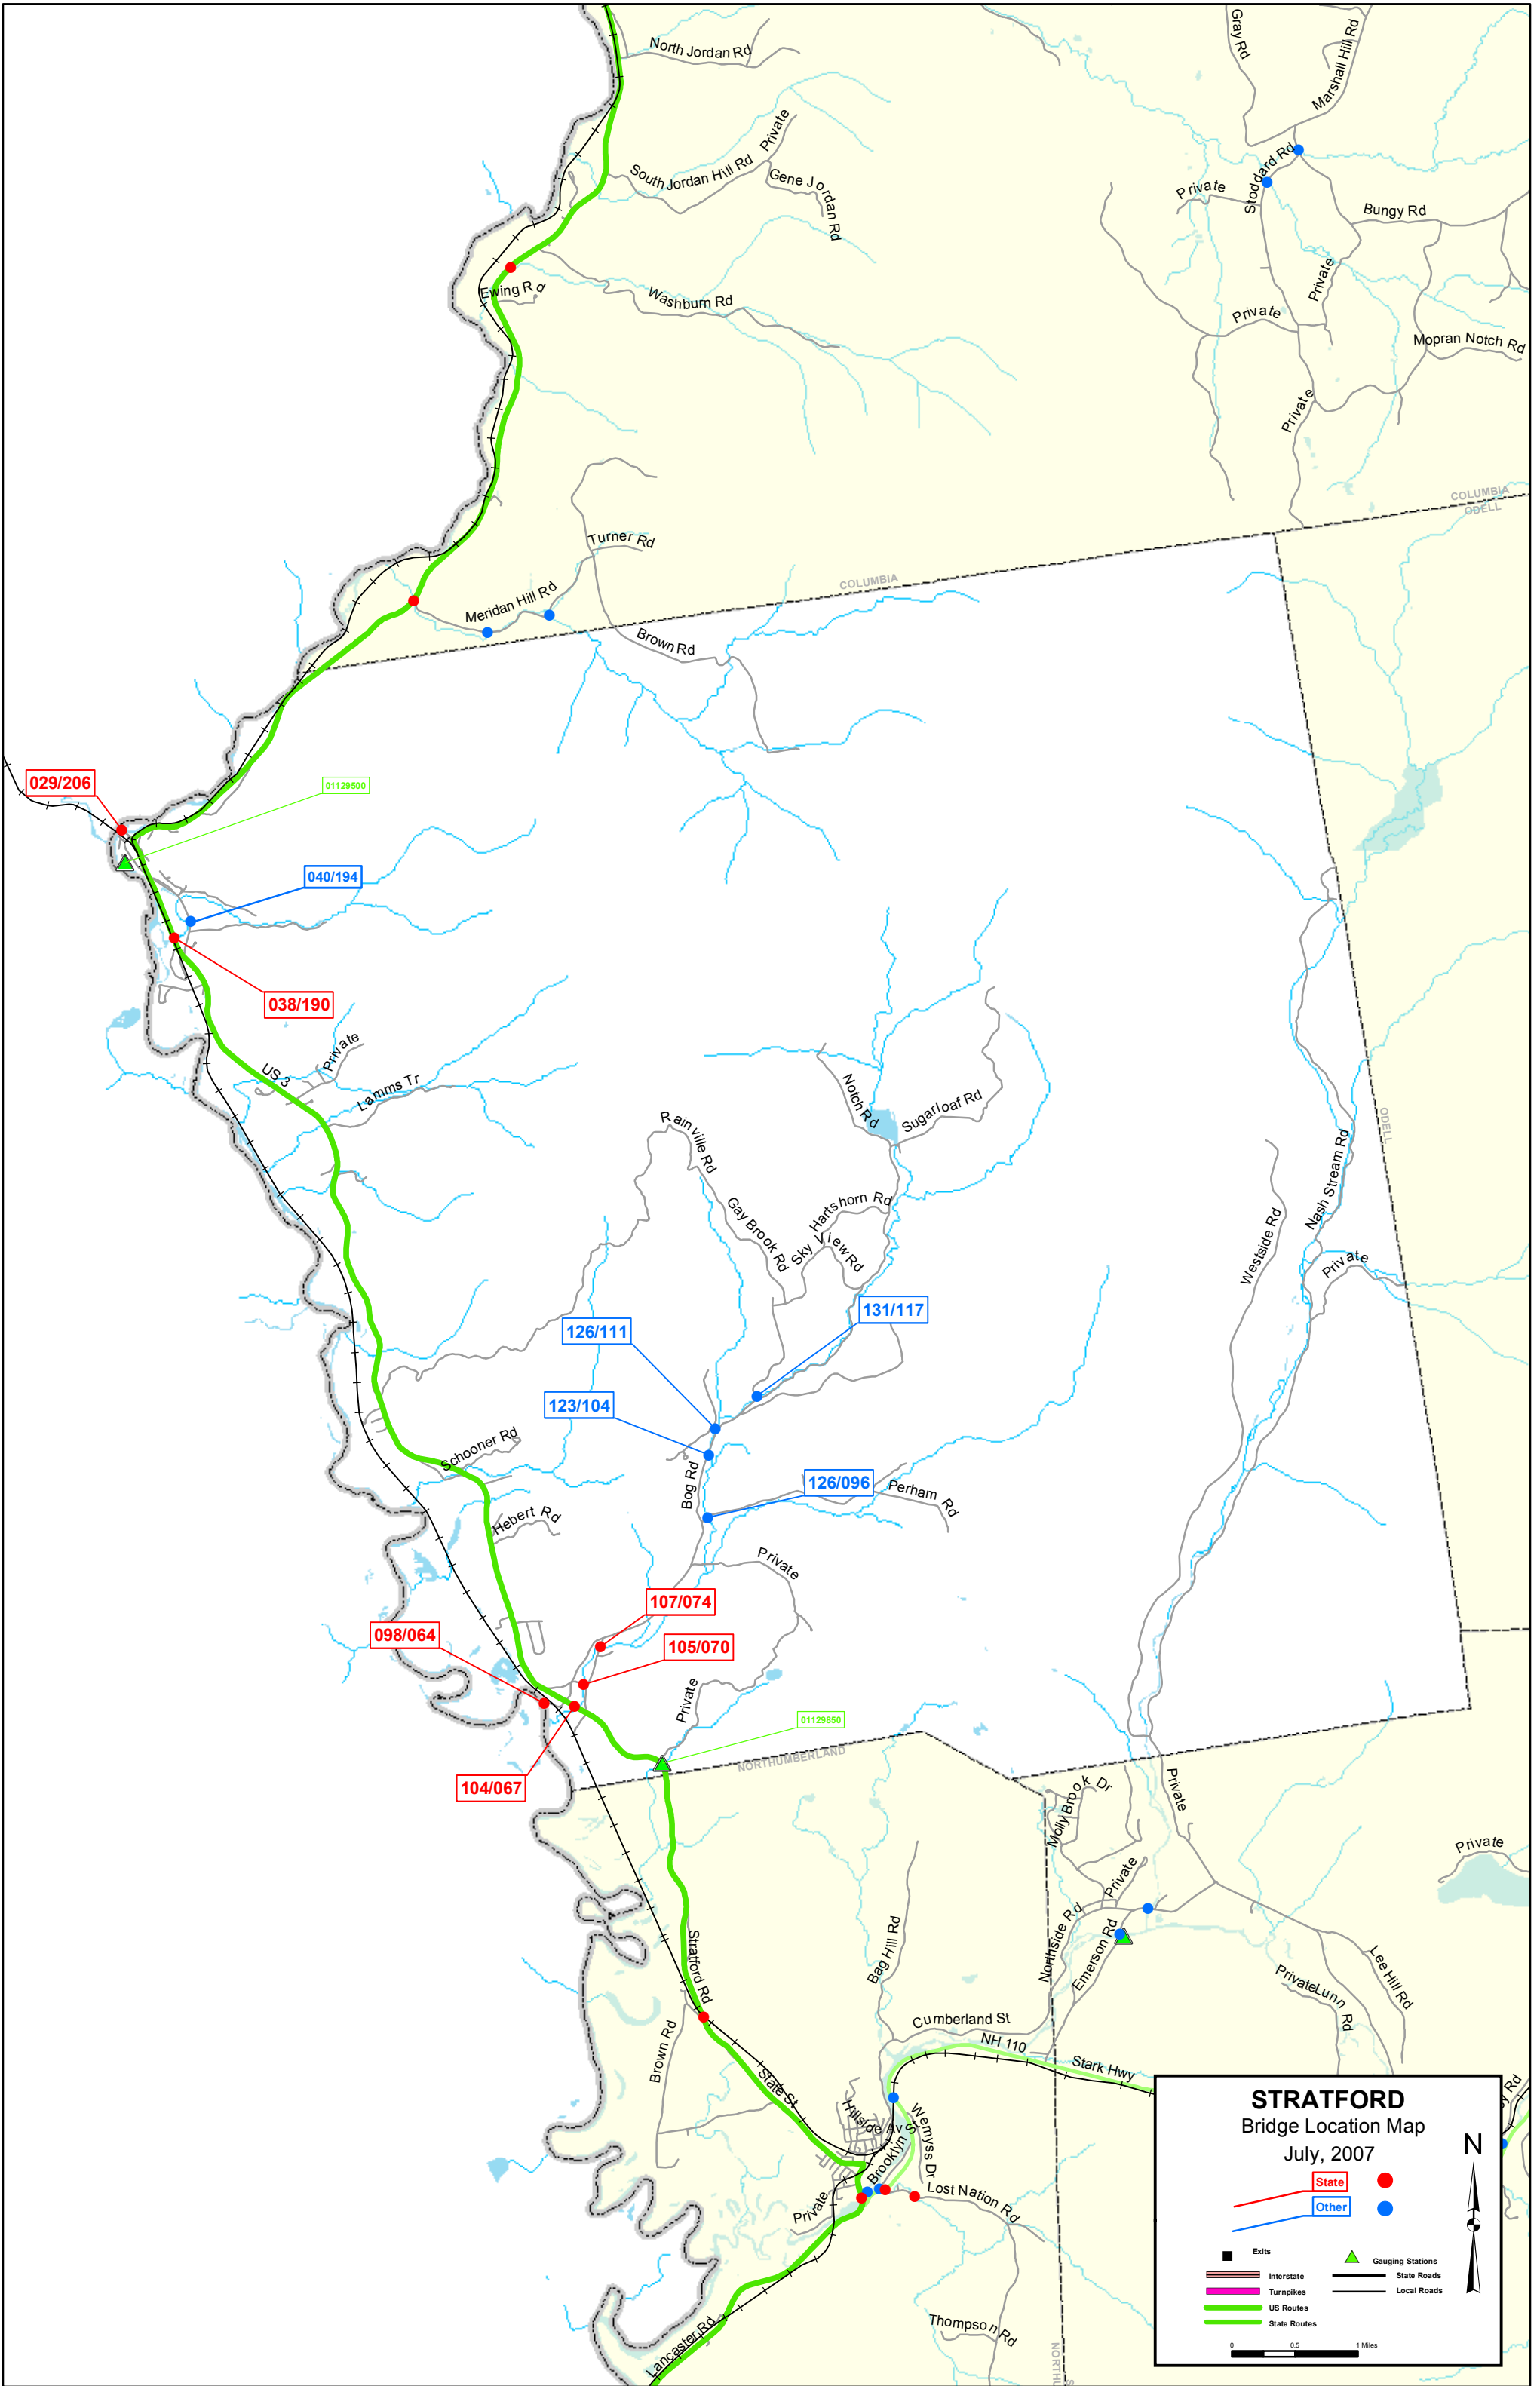 North Jordan Rd
Gray Rd
Marshall Hill Rd
Private
South Jordan Hill Rd
Gene Jordan Rd
Stoddard Rd
Private
Bungy Rd
Ewing Rd
Washburn Rd
Private
Private
Mopran Notch Rd
Private
COLUMBIA
ODELL
Turner Rd
COLUMBIA
Meridan Hill Rd
Brown Rd
029/206
01129500
040/194
038/190
US 3
Private
Lamms Tr
Notch Rd
Sugarloaf Rd
ODELL
Rainville Rd
Nash Stream Rd
Gay Brook Rd
Hartshorn Rd
Sky View Rd
Westside Rd
Private
131/117
126/111
123/104
Schooner Rd
Bog Rd
126/096
Perham Rd
Hebert Rd
Private
107/074
098/064
105/070
Private
01129650
NORTHUMBERLAND
104/067
Private
Molly Brook Dr
Private
Private
Bag Hill Rd
Northside Rd
Emerson Rd
Stratford Rd
Lee Hill Rd
Private
Lunn Rd
Cumberland St
Brown Rd
NH 110
Stark Hwy
State St
Hillside Av
Brooklyn St
Wemyss Dr
Private
Lost Nation Rd
Thompson Rd
Lancaster Rd
STRATFORD
Bridge Location Map
July, 2007
N
State
Other
Exits
Gauging Stations
Interstate
State Roads
Turnpikes
Local Roads
US Routes
State Routes
0 0.5 1 Miles